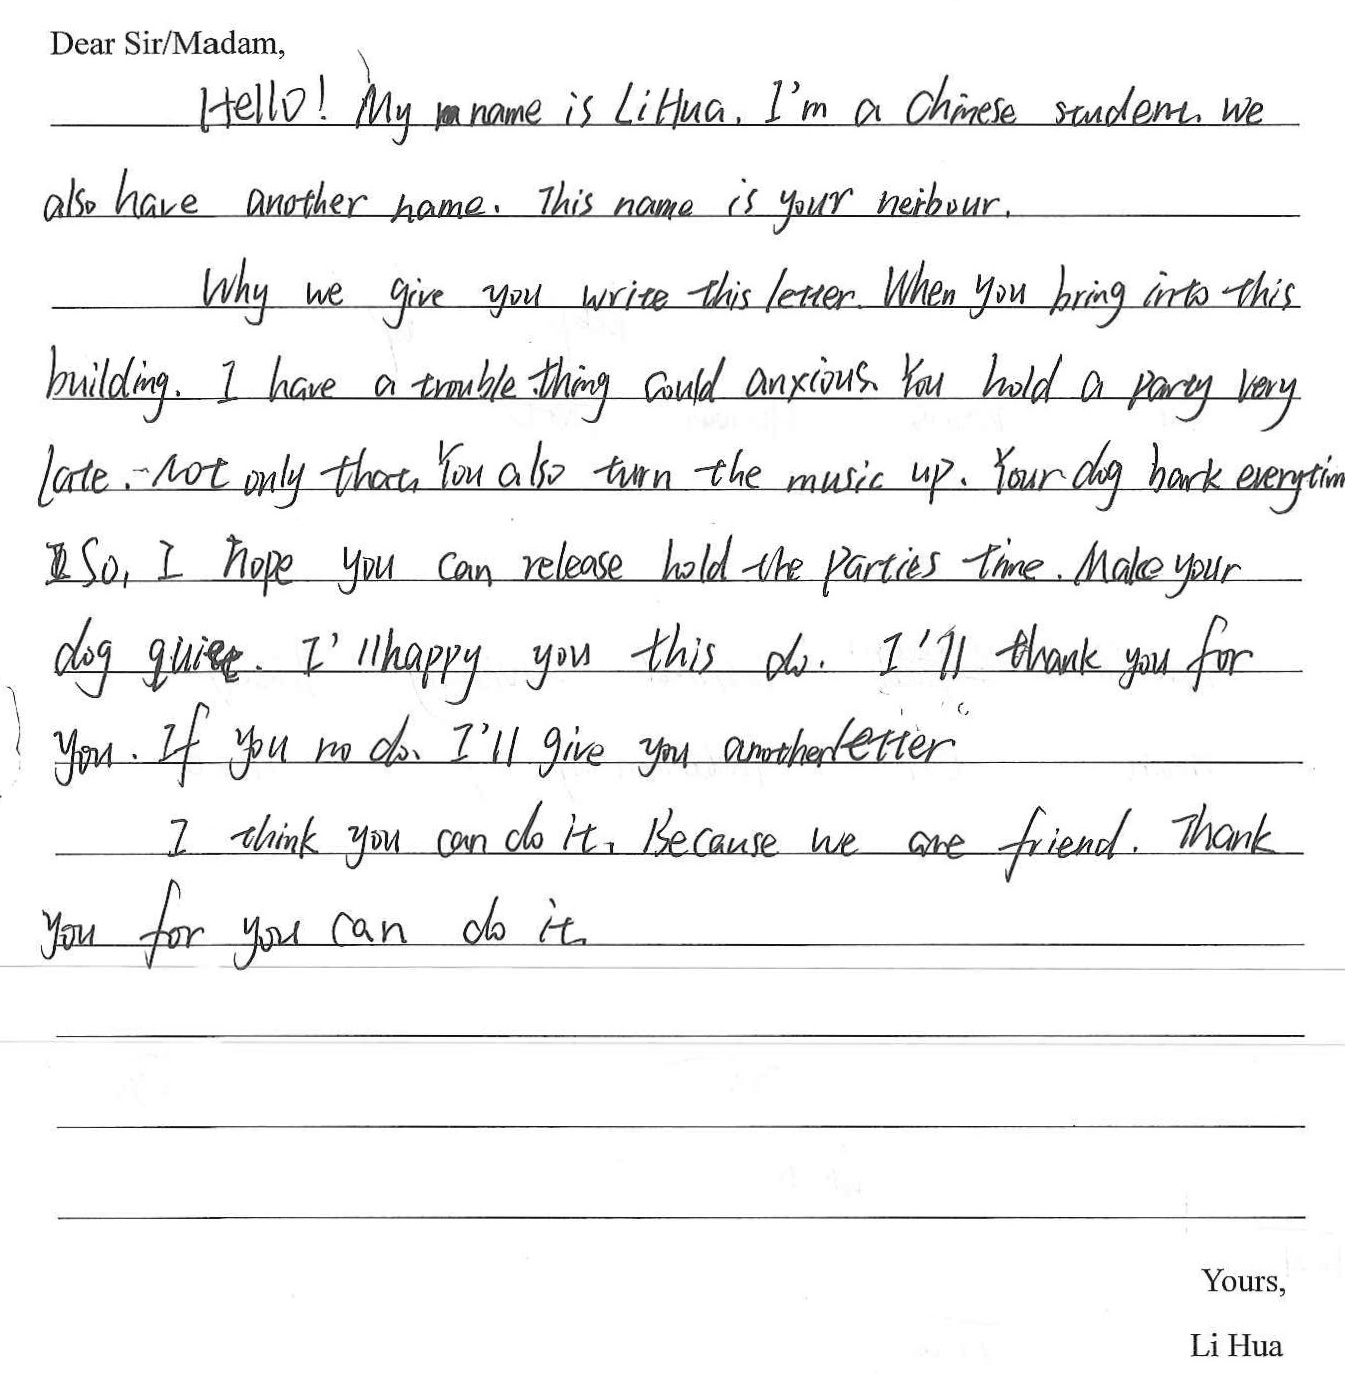 Dear Sir/Madam,
Hello! My name is LiHua. I'm a Chinese student. We
also have another name. This name is your neibour.
Why we give you write this letter. When you bring into this
building. I have a trouble thing could anxious. You hold a party very
late. Not only that. You also turn the music up. Your dog bark everytim
So, I hope you can release hold the parties time. Make your
dog quiet. I'll happy you this do. I'll thank you for
you. If you no do. I'll give you another letter
I think you can do it. Because we are friend. Thank
you for you can do it.
Yours,
Li Hua